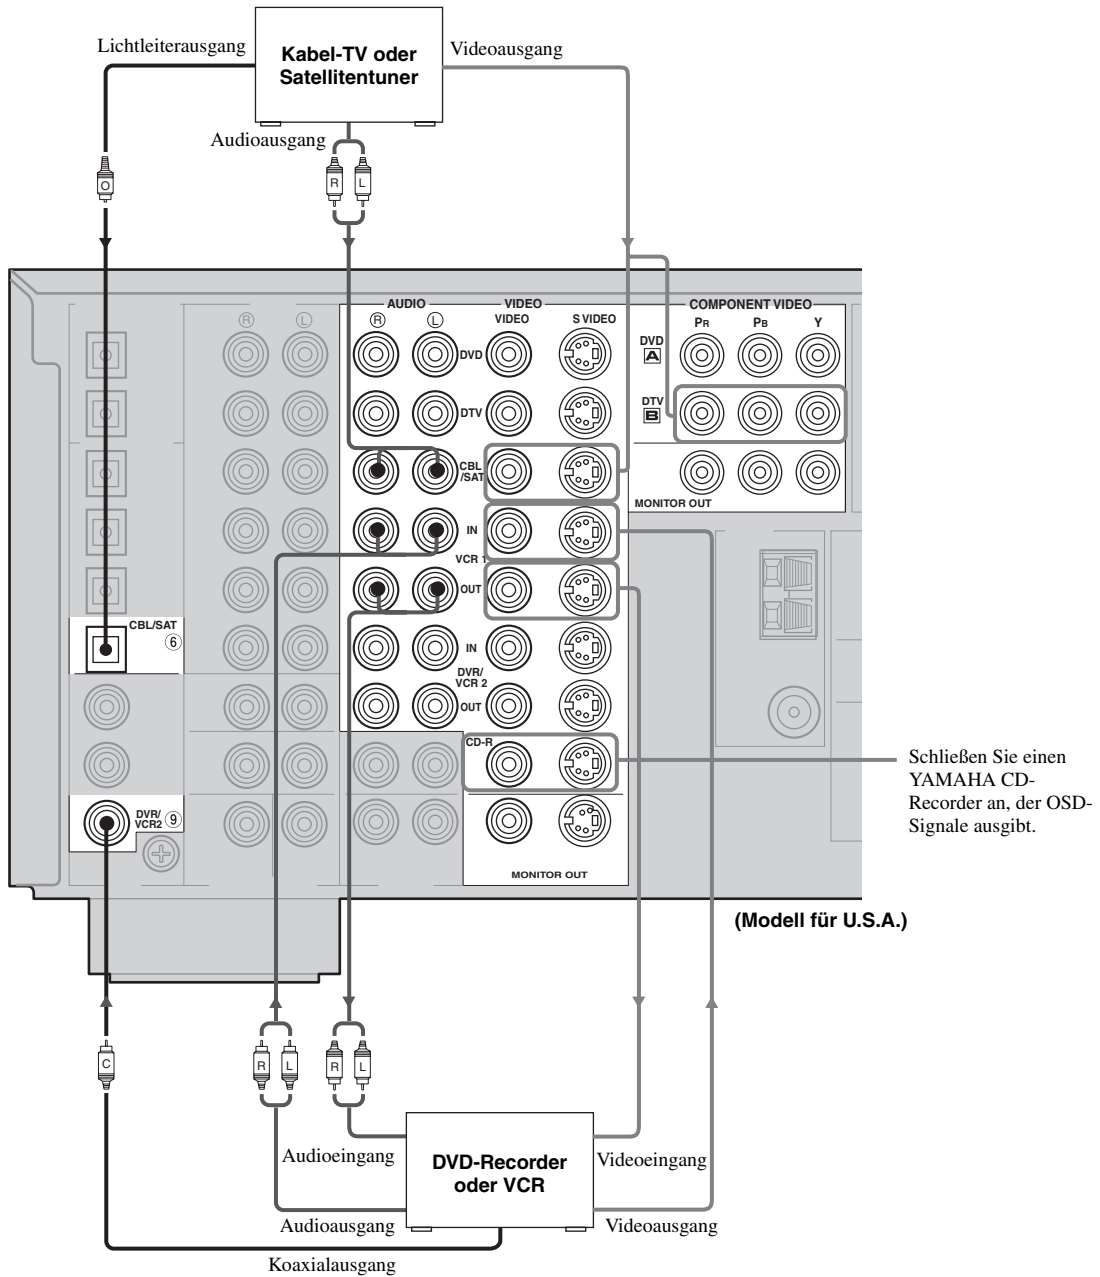 Lichtleiterausgang
Kabel-TV oder
Satellitentuner
Videoausgang
Audioausgang
O
R L
AUDIO
VIDEO
COMPONENT VIDEO
R L
R L
VIDEO
S VIDEO
PR PB Y
DVD
DVD
A
DTV
DTV
B
CBL
/SAT
MONITOR OUT
IN
VCR 1
OUT
CBL/SAT
6
IN
DVR/
VCR 2
OUT
CD-R
Schließen Sie einen
YAMAHA CD-
Recorder an, der OSD-
Signale ausgibt.
DVR/
VCR2
9
MONITOR OUT
(Modell für U.S.A.)
C
R L
R L
Audioeingang
DVD-Recorder
oder VCR
Videoeingang
Audioausgang
Videoausgang
Koaxialausgang